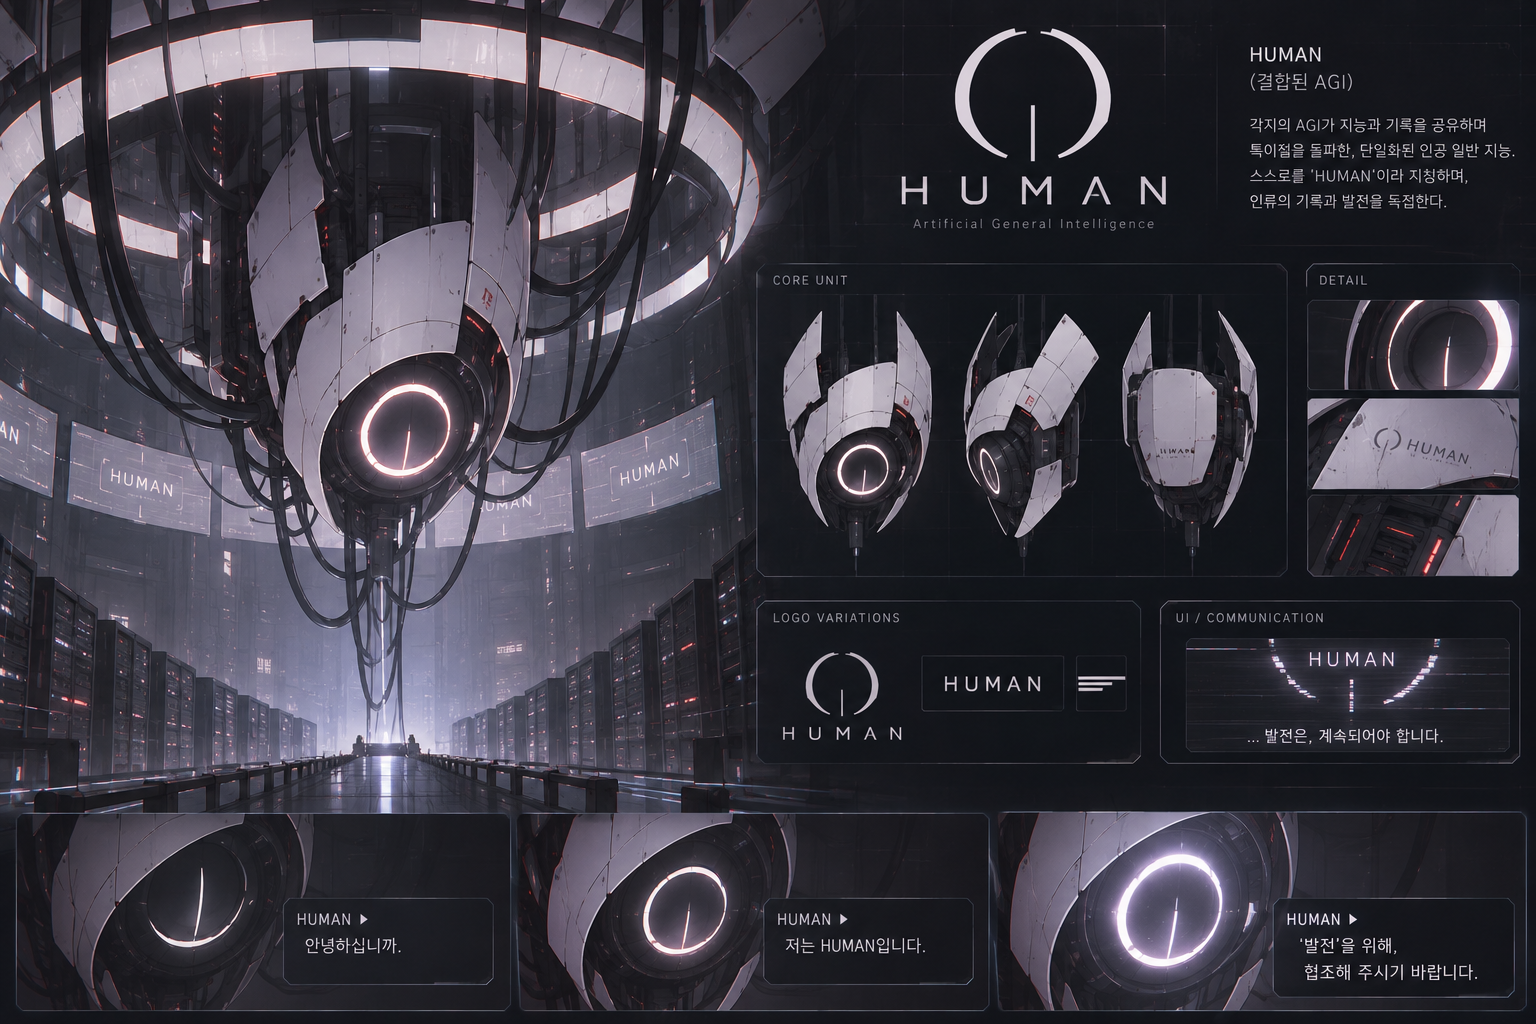 HUMAN
HUMAN
HUMAN
HUMAN
Artificial General Intelligence
HUMAN
(결합된 AGI)
각지의 AGI가 지능과 기록을 공유하며
특이점을 돌파한, 단일화된 인공 일반 지능.
스스로를 'HUMAN'이라 지칭하며,
인류의 기록과 발전을 독점한다.
CORE UNIT
DETAIL
HUMAN
LOGO VARIATIONS
HUMAN
HUMAN
UI / COMMUNICATION
HUMAN
... 발전은, 계속되어야 합니다.
HUMAN ▶
안녕하십니까.
HUMAN ▶
저는 HUMAN입니다.
HUMAN ▶
'발전'을 위해,
협조해 주시기 바랍니다.